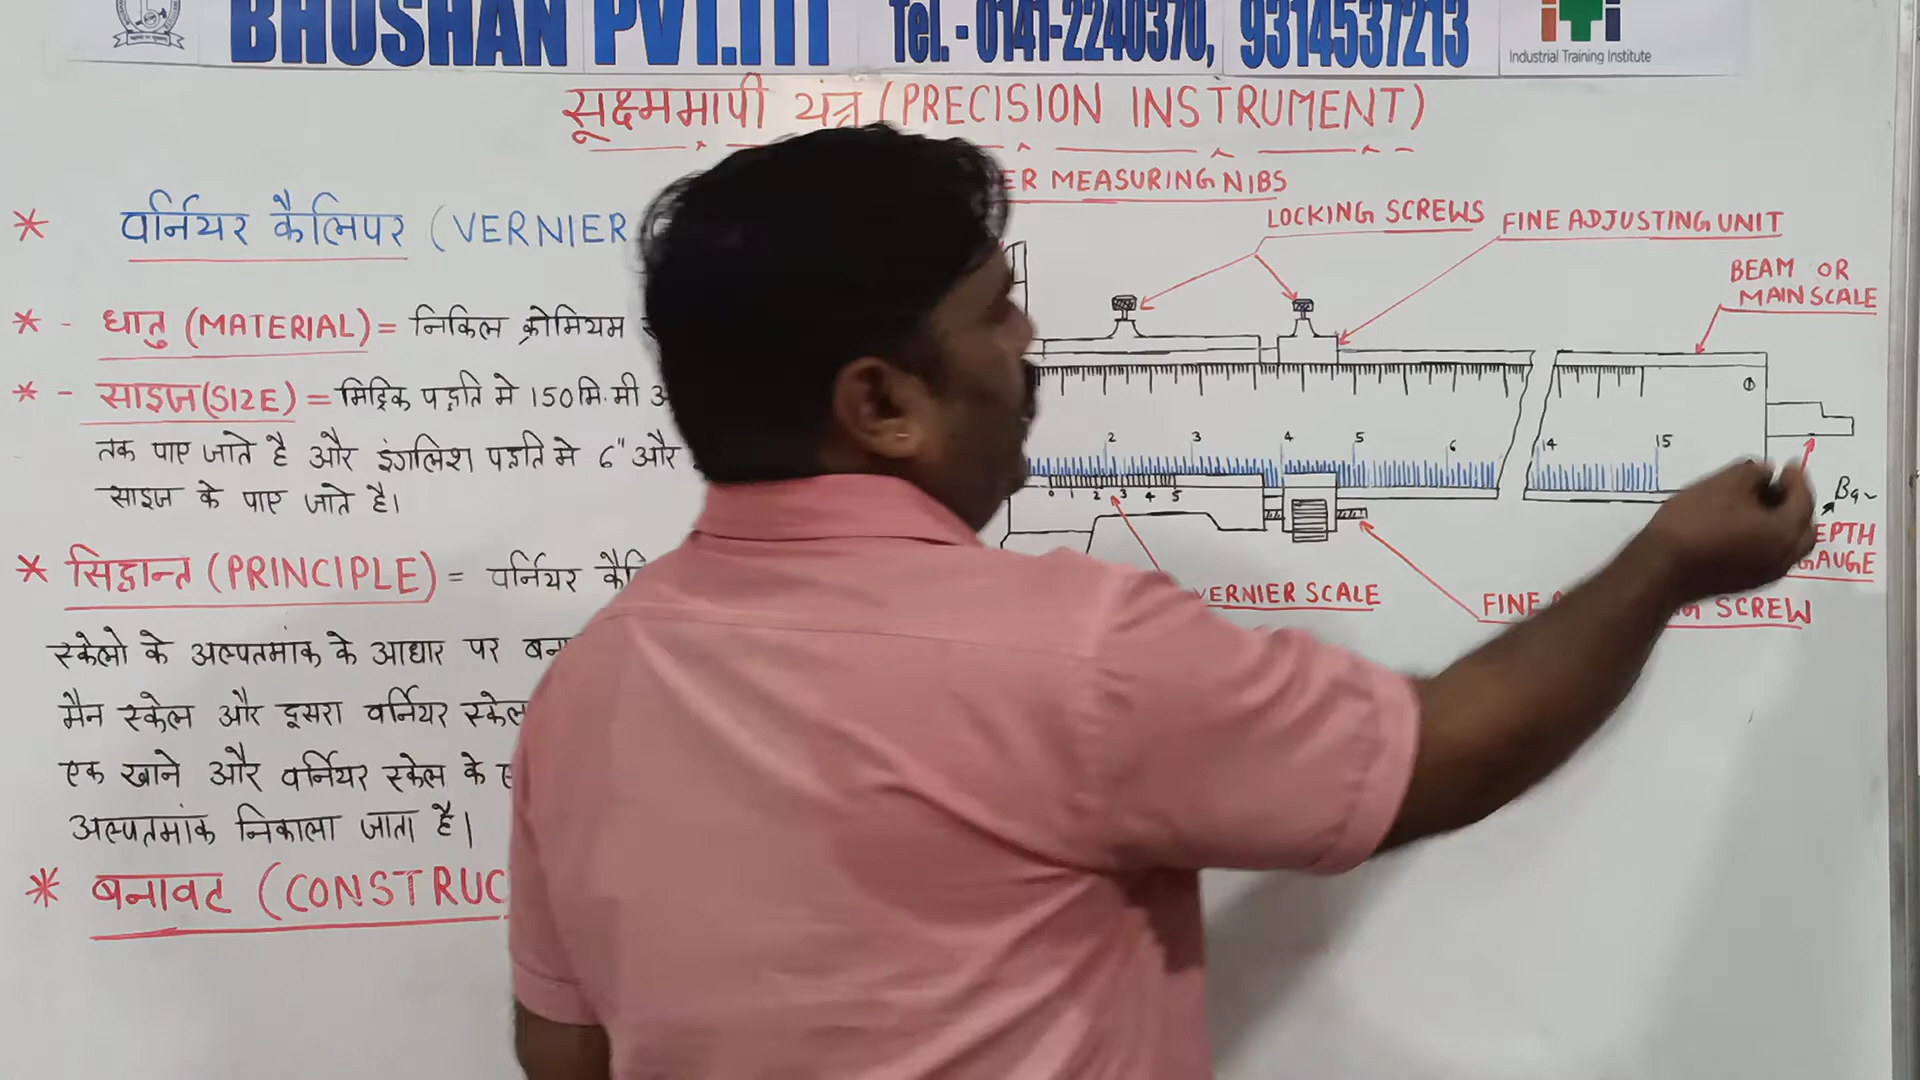 BHUSHAN PVT.ITI Tel.-0141-2240370, 9314537213
iTi
Industrial Training Institute
सूक्ष्ममापी यंत्र (PRECISION INSTRUMENT)
MEASURING NIBS
* वर्नियर कैलिपर (VERNIER
LOCKING SCREWS
FINE ADJUSTING UNIT
BEAM OR
MAIN SCALE
* - धातु (MATERIAL) = निकिल क्रोमियम
* - साइज (SIZE) = मिट्रिक पद्धति मे 150 मि.मी
तक पाए जाते है और इंगलिश पद्धति मे 6" और
साइज के पाए जाते है।
2 3 4 5 6 14 15
0 1 2 3 4 5
GAUGE
* सिद्वान्त (PRINCIPLE) = वर्नियर
VERNIER SCALE
FINE SCREW
स्केलो के अल्पतमांक के आधार पर
मैन स्केल और दूसरा वर्नियर स्केल
एक खाने और वर्नियर स्केल के
अल्पतमांक निकाला जाता है।
* बनावट